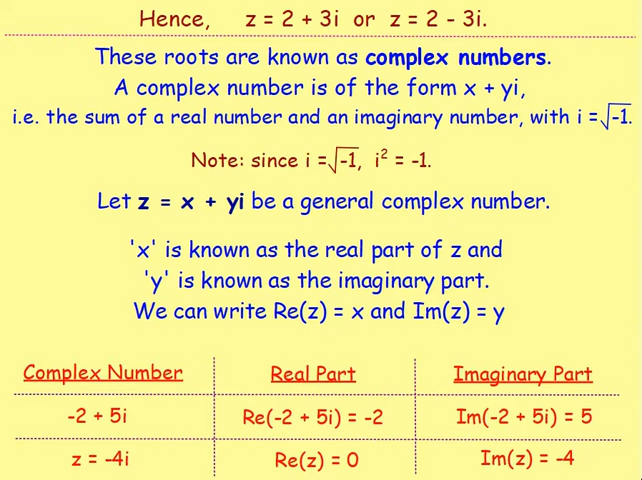 Hence, z = 2 + 3i or z = 2 - 3i.
These roots are known as complex numbers.
A complex number is of the form x + yi,
i.e. the sum of a real number and an imaginary number, with i = √-1.
Note: since i = √-1, i² = -1.
Let z = x + yi be a general complex number.
'x' is known as the real part of z and
'y' is known as the imaginary part.
We can write Re(z) = x and Im(z) = y
Complex Number Real Part Imaginary Part
-2 + 5i Re(-2 + 5i) = -2 Im(-2 + 5i) = 5
z = -4i Re(z) = 0 Im(z) = -4